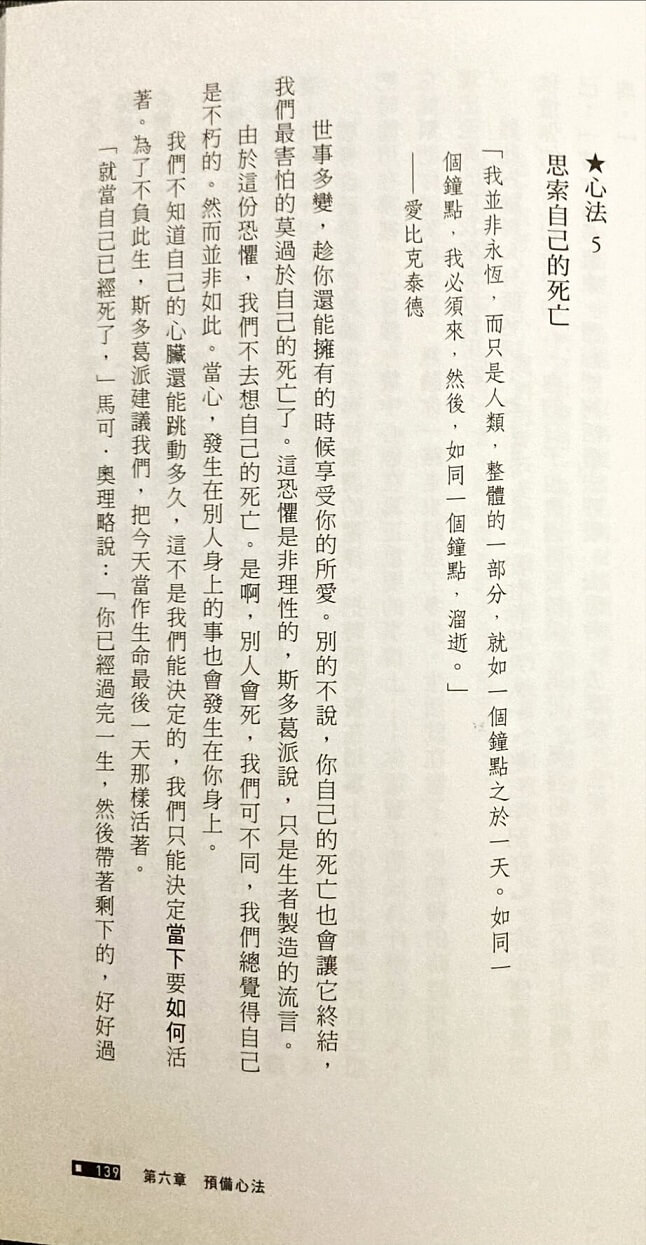 ★心法 5
思索自己的死亡
「我並非永恆，而只是人類，整體的一部分，就如一個鐘點之於一天。如同一
個鐘點，我必須來，然後，如同一個鐘點，溜逝。」
——愛比克泰德
世事多變，趁你還能擁有的時候享受你的所愛。別的不說，你自己的死亡也會讓它終結，
我們最害怕的莫過於自己的死亡了。這恐懼是非理性的，斯多葛派說，只是生者製造的流言。
由於這份恐懼，我們不去想自己的死亡。是啊，別人會死，我們可不同，我們總覺得自己
是不朽的。然而並非如此。當心，發生在別人身上的事也會發生在你身上。
我們不知道自己的心臟還能跳動多久，這不是我們能決定的，我們只能決定當下要如何活
著。為了不負此生，斯多葛派建議我們，把今天當作生命最後一天那樣活著。
「就當自己已經死了，」馬可．奧理略說：「你已經過完一生，然後帶著剩下的，好好過
139 第六章 預備心法